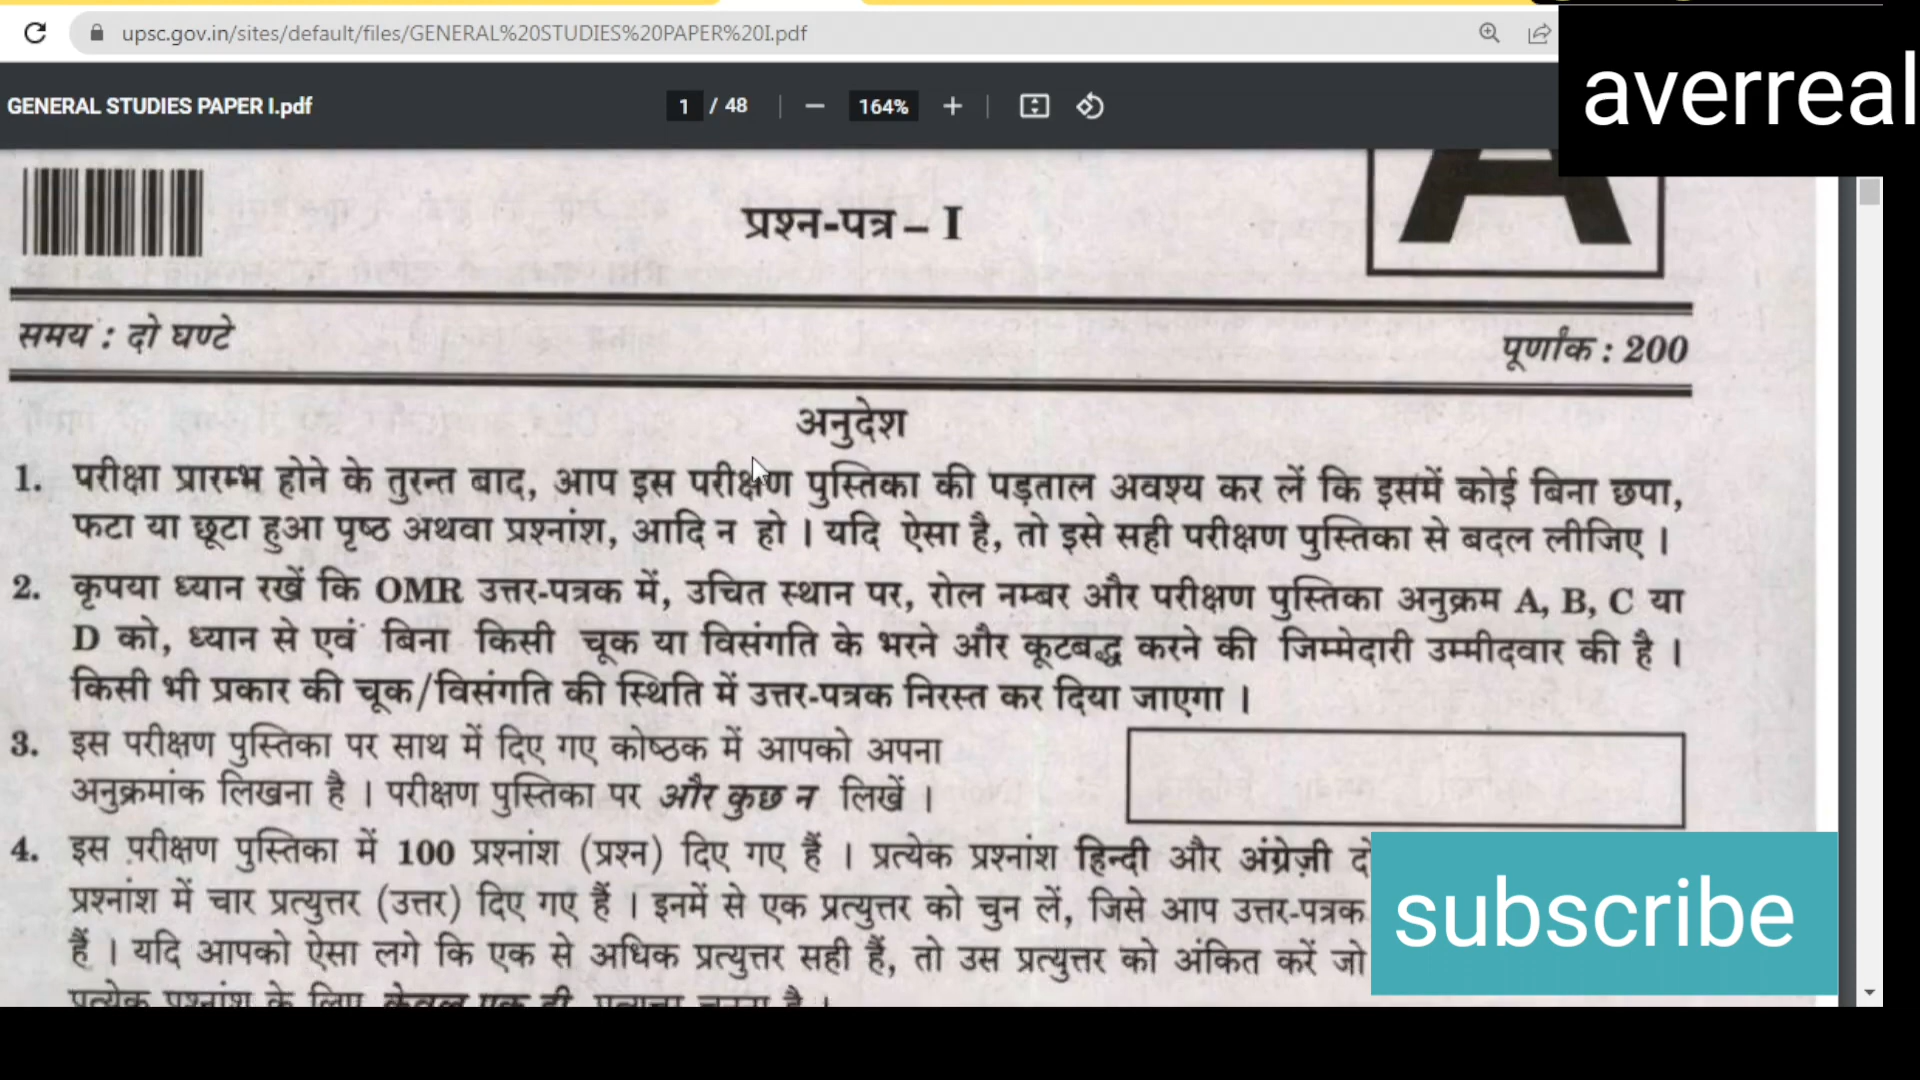 upsc.gov.in/sites/default/files/GENERAL%20STUDIES%20PAPER%20I.pdf
averreal
GENERAL STUDIES PAPER I.pdf
1 / 48
164%
A
प्रश्न-पत्र – I
समय : दो घण्टे
पूर्णांक : 200
अनुदेश
1. परीक्षा प्रारम्भ होने के तुरन्त बाद, आप इस परीक्षण पुस्तिका की पड़ताल अवश्य कर लें कि इसमें कोई बिना छपा,
फटा या छूटा हुआ पृष्ठ अथवा प्रश्नांश, आदि न हो । यदि ऐसा है, तो इसे सही परीक्षण पुस्तिका से बदल लीजिए ।
2. कृपया ध्यान रखें कि OMR उत्तर-पत्रक में, उचित स्थान पर, रोल नम्बर और परीक्षण पुस्तिका अनुक्रम A, B, C या
D को, ध्यान से एवं बिना किसी चूक या विसंगति के भरने और कूटबद्ध करने की जिम्मेदारी उम्मीदवार की है ।
किसी भी प्रकार की चूक/विसंगति की स्थिति में उत्तर-पत्रक निरस्त कर दिया जाएगा ।
3. इस परीक्षण पुस्तिका पर साथ में दिए गए कोष्ठक में आपको अपना
अनुक्रमांक लिखना है । परीक्षण पुस्तिका पर और कुछ न लिखें ।
4. इस परीक्षण पुस्तिका में 100 प्रश्नांश (प्रश्न) दिए गए हैं । प्रत्येक प्रश्नांश हिन्दी और अंग्रेज़ी
प्रश्नांश में चार प्रत्युत्तर (उत्तर) दिए गए हैं । इनमें से एक प्रत्युत्तर को चुन लें, जिसे आप उत्तर-पत्रक
हैं । यदि आपको ऐसा लगे कि एक से अधिक प्रत्युत्तर सही हैं, तो उस प्रत्युत्तर को अंकित करें जो
प्रत्येक प्रश्नांश के लिए केवल एक ही
subscribe